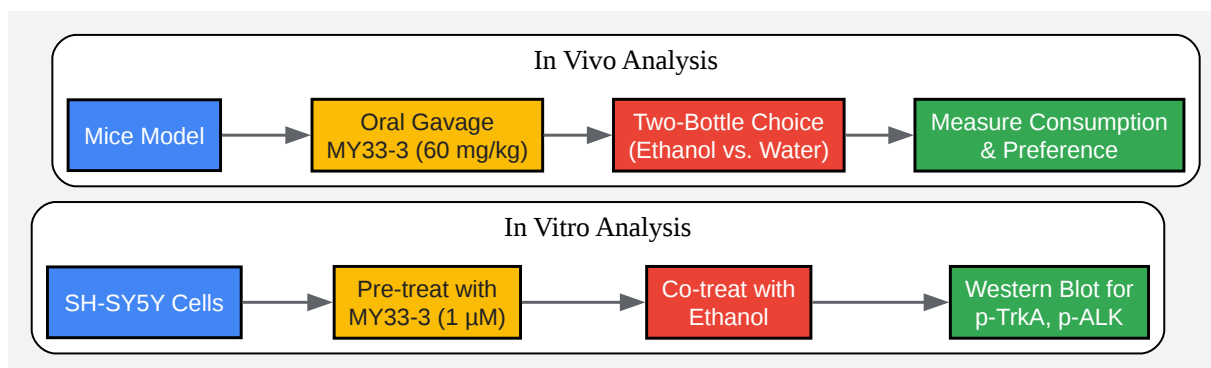 In Vivo Analysis
Mice Model
Oral Gavage
MY33-3 (60 mg/kg)
Two-Bottle Choice
(Ethanol vs. Water)
Measure Consumption
& Preference
In Vitro Analysis
SH-SY5Y Cells
Pre-treat with
MY33-3 (1 µM)
Co-treat with
Ethanol
Western Blot for
p-TrkA, p-ALK